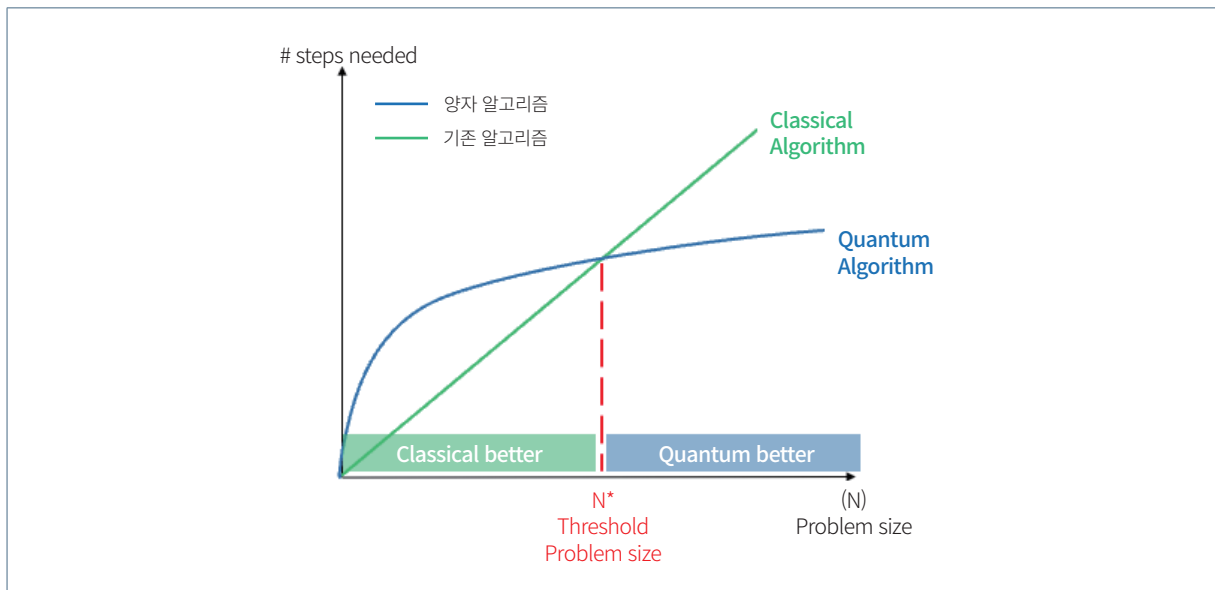 # steps needed
양자 알고리즘
기존 알고리즘
Classical
Algorithm
Quantum
Algorithm
Classical better
Quantum better
N*
Threshold
Problem size
(N)
Problem size